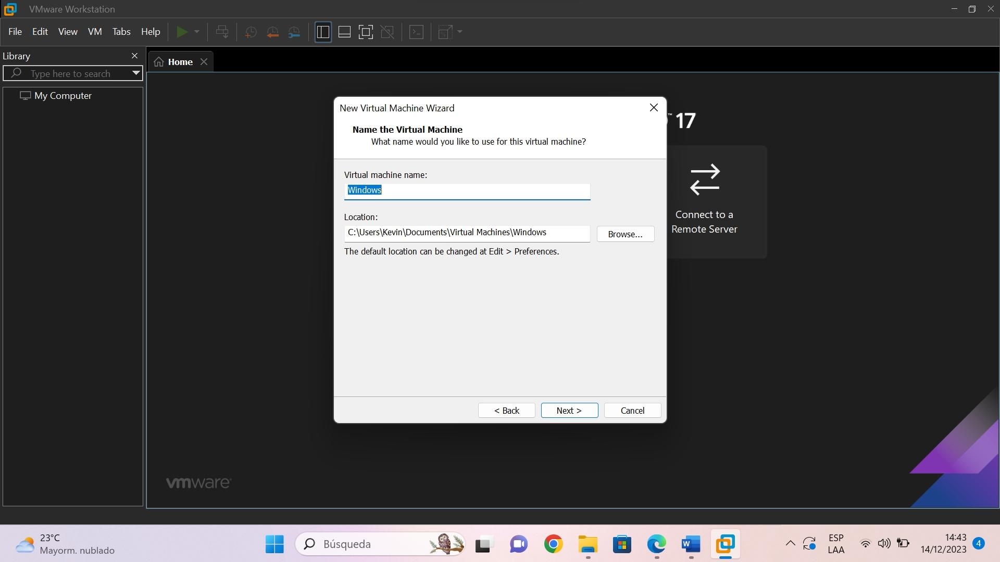 VMware Workstation
File Edit View VM Tabs Help
Library
Home
Type here to search
My Computer
™ 17
New Virtual Machine Wizard
Name the Virtual Machine
What name would you like to use for this virtual machine?
Virtual machine name:
Windows
Location:
C:\Users\Kevin\Documents\Virtual Machines\Windows
Browse...
The default location can be changed at Edit > Preferences.
< Back
Next >
Cancel
Connect to a
Remote Server
vmware®
23°C
Mayorm. nublado
Búsqueda
W
ESP
LAA
14:43
14/12/2023
4